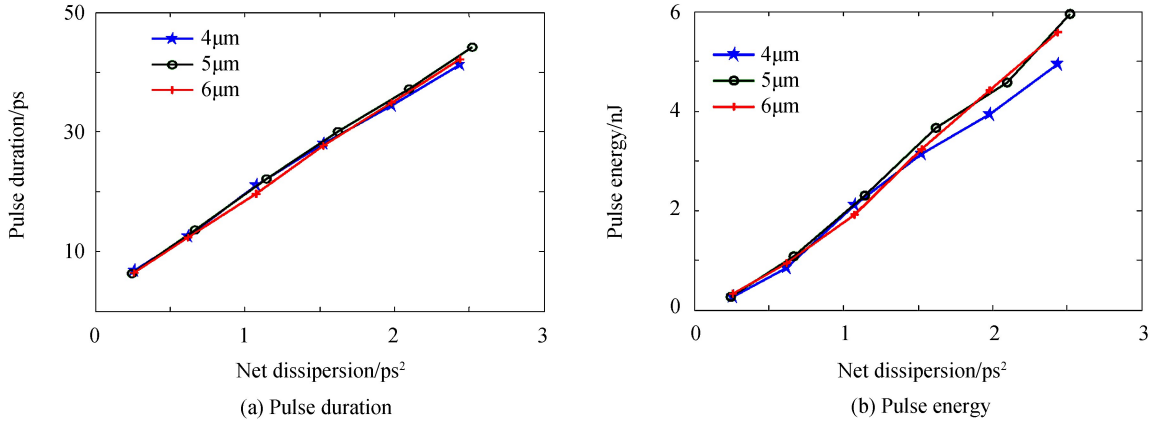 50
30
10
0
1
2
3
Pulse duration/ps
4μm
5μm
6μm
Net dissipersion/ps²
(a) Pulse duration
6
4
2
0
0
1
2
3
Pulse energy/nJ
4μm
5μm
6μm
Net dissipersion/ps²
(b) Pulse energy